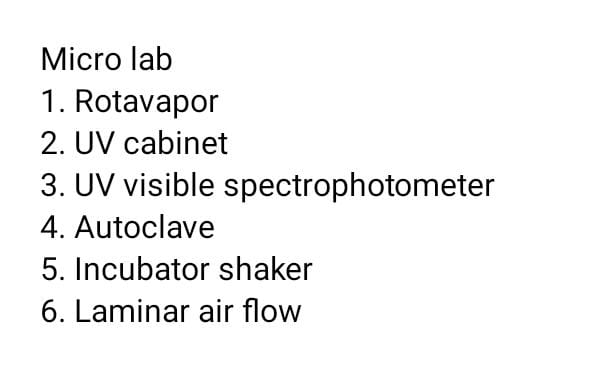 Micro lab
1. Rotavapor
2. UV cabinet
3. UV visible spectrophotometer
4. Autoclave
5. Incubator shaker
6. Laminar air flow